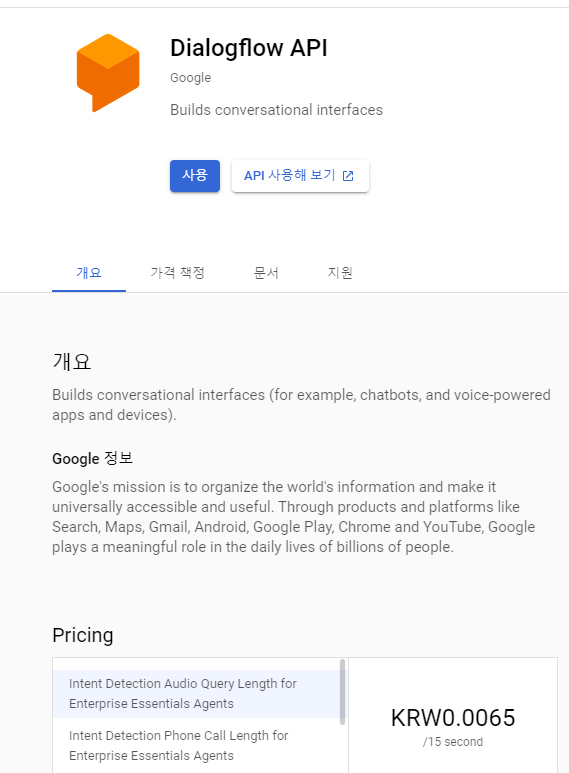 Dialogflow API
Google
Builds conversational interfaces
사용
API 사용해 보기
개요
가격 책정
문서
지원
개요
Builds conversational interfaces (for example, chatbots, and voice-powered
apps and devices).
Google 정보
Google's mission is to organize the world's information and make it
universally accessible and useful. Through products and platforms like
Search, Maps, Gmail, Android, Google Play, Chrome and YouTube, Google
plays a meaningful role in the daily lives of billions of people.
Pricing
Intent Detection Audio Query Length for
Enterprise Essentials Agents
KRW0.0065
/15 second
Intent Detection Phone Call Length for
Enterprise Essentials Agents